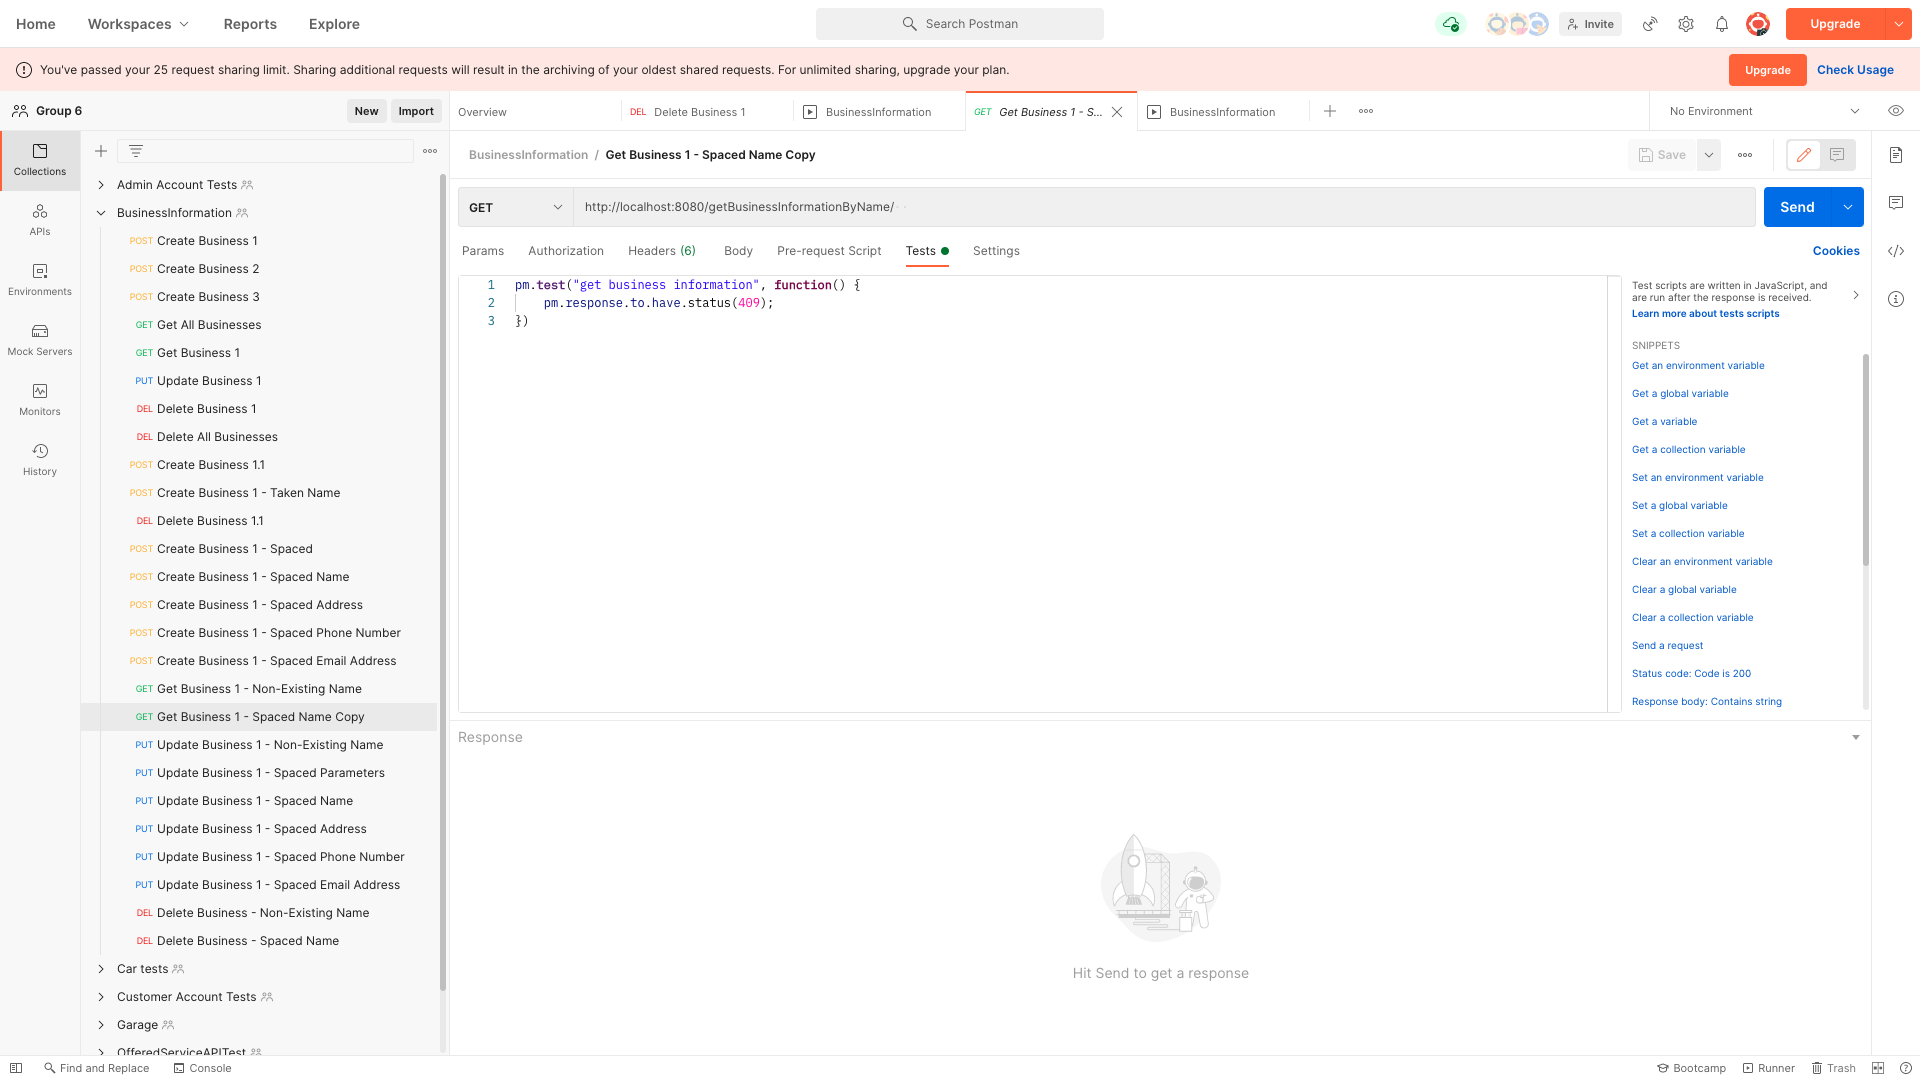 Home
Workspaces
Reports
Explore
Search Postman
Invite
Upgrade
You've passed your 25 request sharing limit. Sharing additional requests will result in the archiving of your oldest shared requests. For unlimited sharing, upgrade your plan.
Upgrade
Check Usage
Group 6
New
Import
Overview
DEL Delete Business 1
BusinessInformation
GET Get Business 1 - S...
BusinessInformation
No Environment
Collections
APIs
Environments
Mock Servers
Monitors
History
Admin Account Tests
BusinessInformation
POST Create Business 1
POST Create Business 2
POST Create Business 3
GET Get All Businesses
GET Get Business 1
PUT Update Business 1
DEL Delete Business 1
DEL Delete All Businesses
POST Create Business 1.1
POST Create Business 1 - Taken Name
DEL Delete Business 1.1
POST Create Business 1 - Spaced
POST Create Business 1 - Spaced Name
POST Create Business 1 - Spaced Address
POST Create Business 1 - Spaced Phone Number
POST Create Business 1 - Spaced Email Address
GET Get Business 1 - Non-Existing Name
GET Get Business 1 - Spaced Name Copy
PUT Update Business 1 - Non-Existing Name
PUT Update Business 1 - Spaced Parameters
PUT Update Business 1 - Spaced Name
PUT Update Business 1 - Spaced Address
PUT Update Business 1 - Spaced Phone Number
PUT Update Business 1 - Spaced Email Address
DEL Delete Business - Non-Existing Name
DEL Delete Business - Spaced Name
Car tests
Customer Account Tests
Garage
OfferedServiceAPITest
BusinessInformation / Get Business 1 - Spaced Name Copy
Save
GET
http://localhost:8080/getBusinessInformationByName/
Send
Params
Authorization
Headers (6)
Body
Pre-request Script
Tests
Settings
Cookies
1 pm.test("get business information", function() {
2 pm.response.to.have.status(409);
3 })
Test scripts are written in JavaScript, and
are run after the response is received.
Learn more about tests scripts
SNIPPETS
Get an environment variable
Get a global variable
Get a variable
Get a collection variable
Set an environment variable
Set a global variable
Set a collection variable
Clear an environment variable
Clear a global variable
Clear a collection variable
Send a request
Status code: Code is 200
Response body: Contains string
Response
Hit Send to get a response
Find and Replace
Console
Bootcamp
Runner
Trash